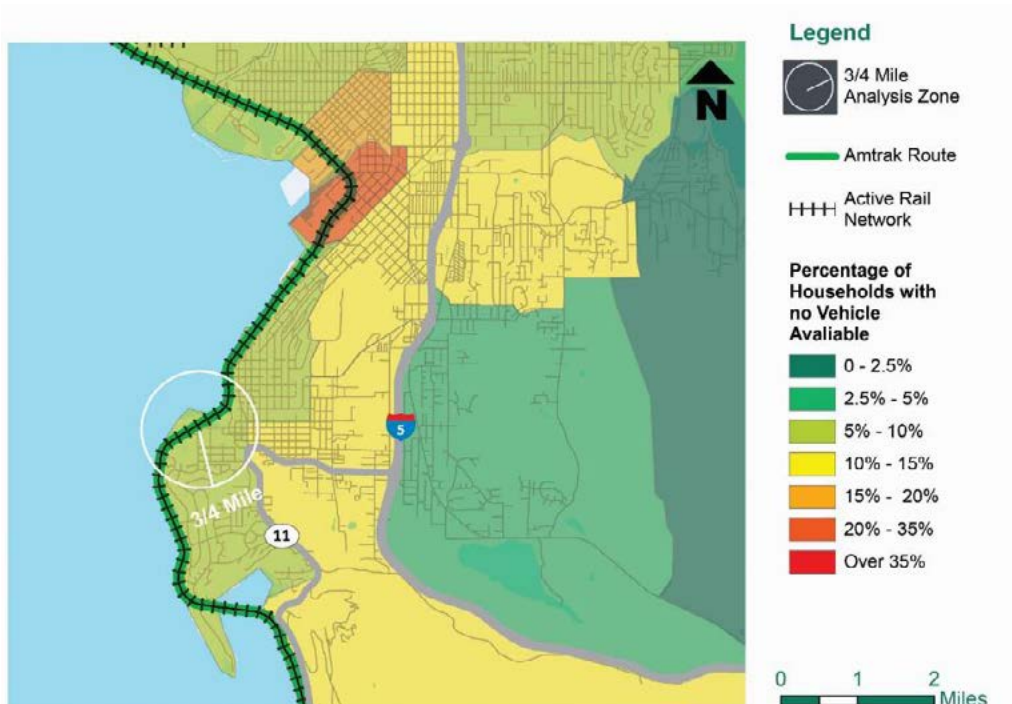 Legend
3/4 Mile
Analysis Zone
N
Amtrak Route
Active Rail
Network
Percentage of
Households with
no Vehicle
Avaliable
0 - 2.5%
2.5% - 5%
5% - 10%
10% - 15%
15% - 20%
20% - 35%
Over 35%
5
3/4 Mile
11
0 1 2
Miles